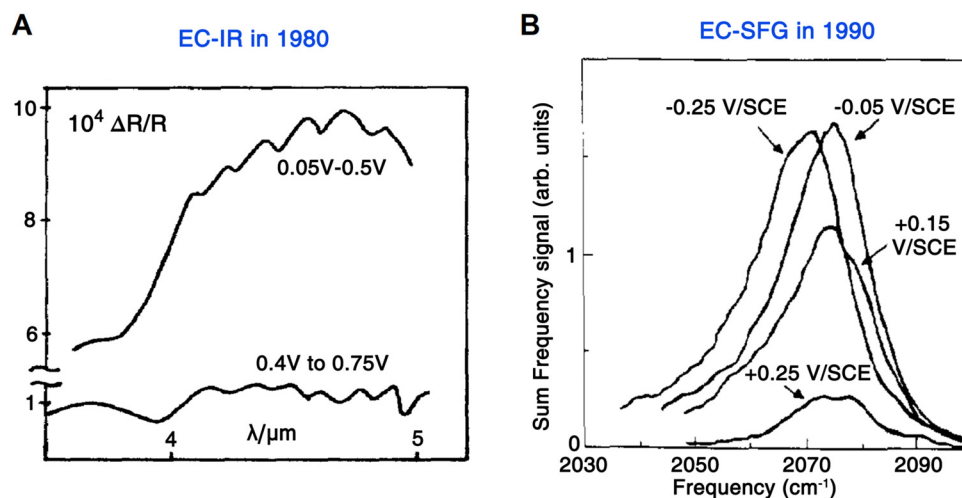 A
EC-IR in 1980
10
10⁴ ΔR/R
0.05V-0.5V
8
6
0.4V to 0.75V
1
4
λ/μm
5
B
EC-SFG in 1990
-0.25 V/SCE
-0.05 V/SCE
+0.15
V/SCE
+0.25 V/SCE
Sum Frequency signal (arb. units)
1
0
2030
2050
2070
2090
Frequency (cm⁻¹)